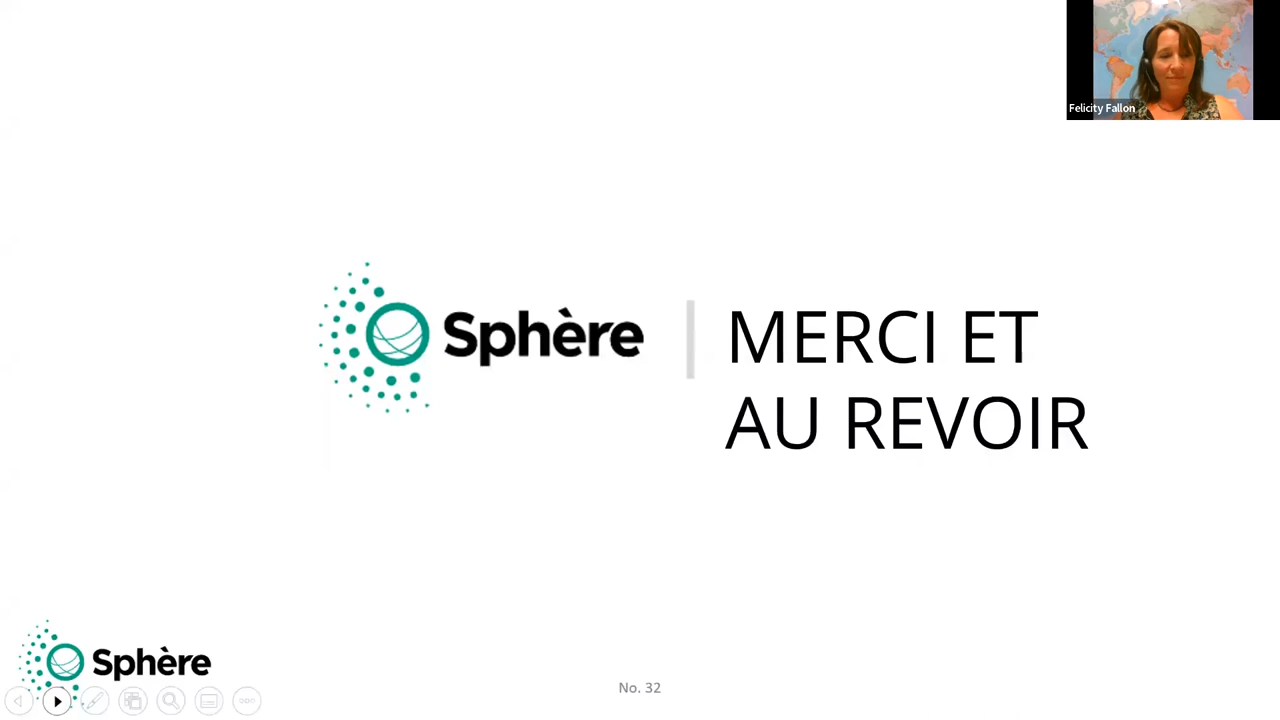 Felicity Fallon
Sphère
MERCI ET
AU REVOIR
Sphère
No. 32